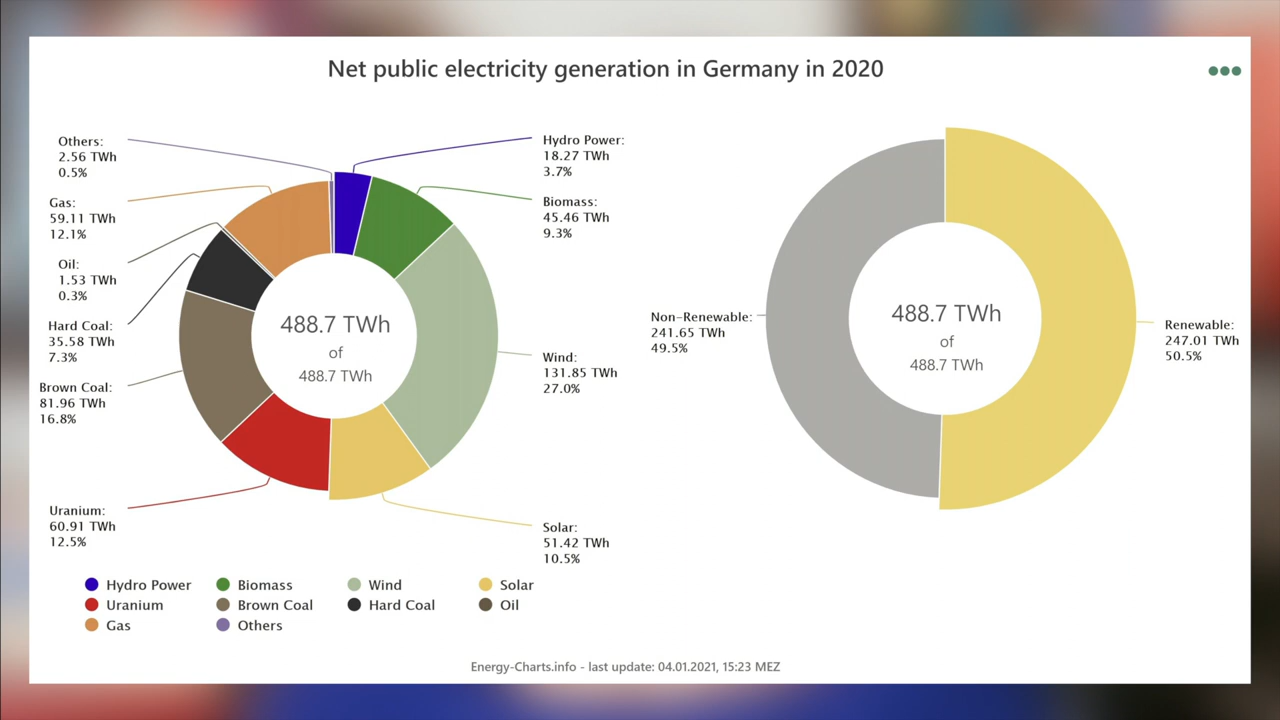 Net public electricity generation in Germany in 2020
Others:
2.56 TWh
0.5%
Gas:
59.11 TWh
12.1%
Oil:
1.53 TWh
0.3%
Hard Coal:
35.58 TWh
7.3%
Brown Coal:
81.96 TWh
16.8%
Uranium:
60.91 TWh
12.5%
488.7 TWh
of
488.7 TWh
Hydro Power:
18.27 TWh
3.7%
Biomass:
45.46 TWh
9.3%
Wind:
131.85 TWh
27.0%
Solar:
51.42 TWh
10.5%
Non-Renewable:
241.65 TWh
49.5%
488.7 TWh
of
488.7 TWh
Renewable:
247.01 TWh
50.5%
Hydro Power Biomass Wind Solar
Uranium Brown Coal Hard Coal Oil
Gas Others
Energy-Charts.info - last update: 04.01.2021, 15:23 MEZ